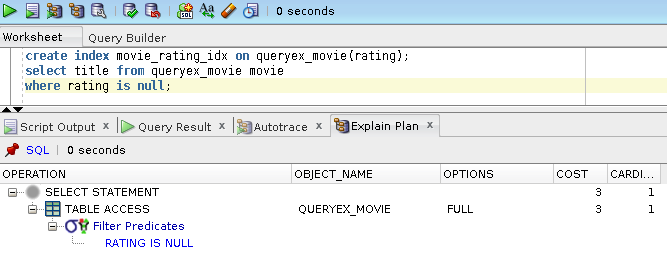 0 seconds
Worksheet Query Builder
create index movie_rating_idx on queryex_movie(rating);
select title from queryex_movie movie
where rating is null;
Script Output x Query Result x Autotrace x Explain Plan x
SQL | 0 seconds
OPERATION OBJECT_NAME OPTIONS COST CARDI...
SELECT STATEMENT 3 1
TABLE ACCESS QUERYEX_MOVIE FULL 3 1
Filter Predicates
RATING IS NULL